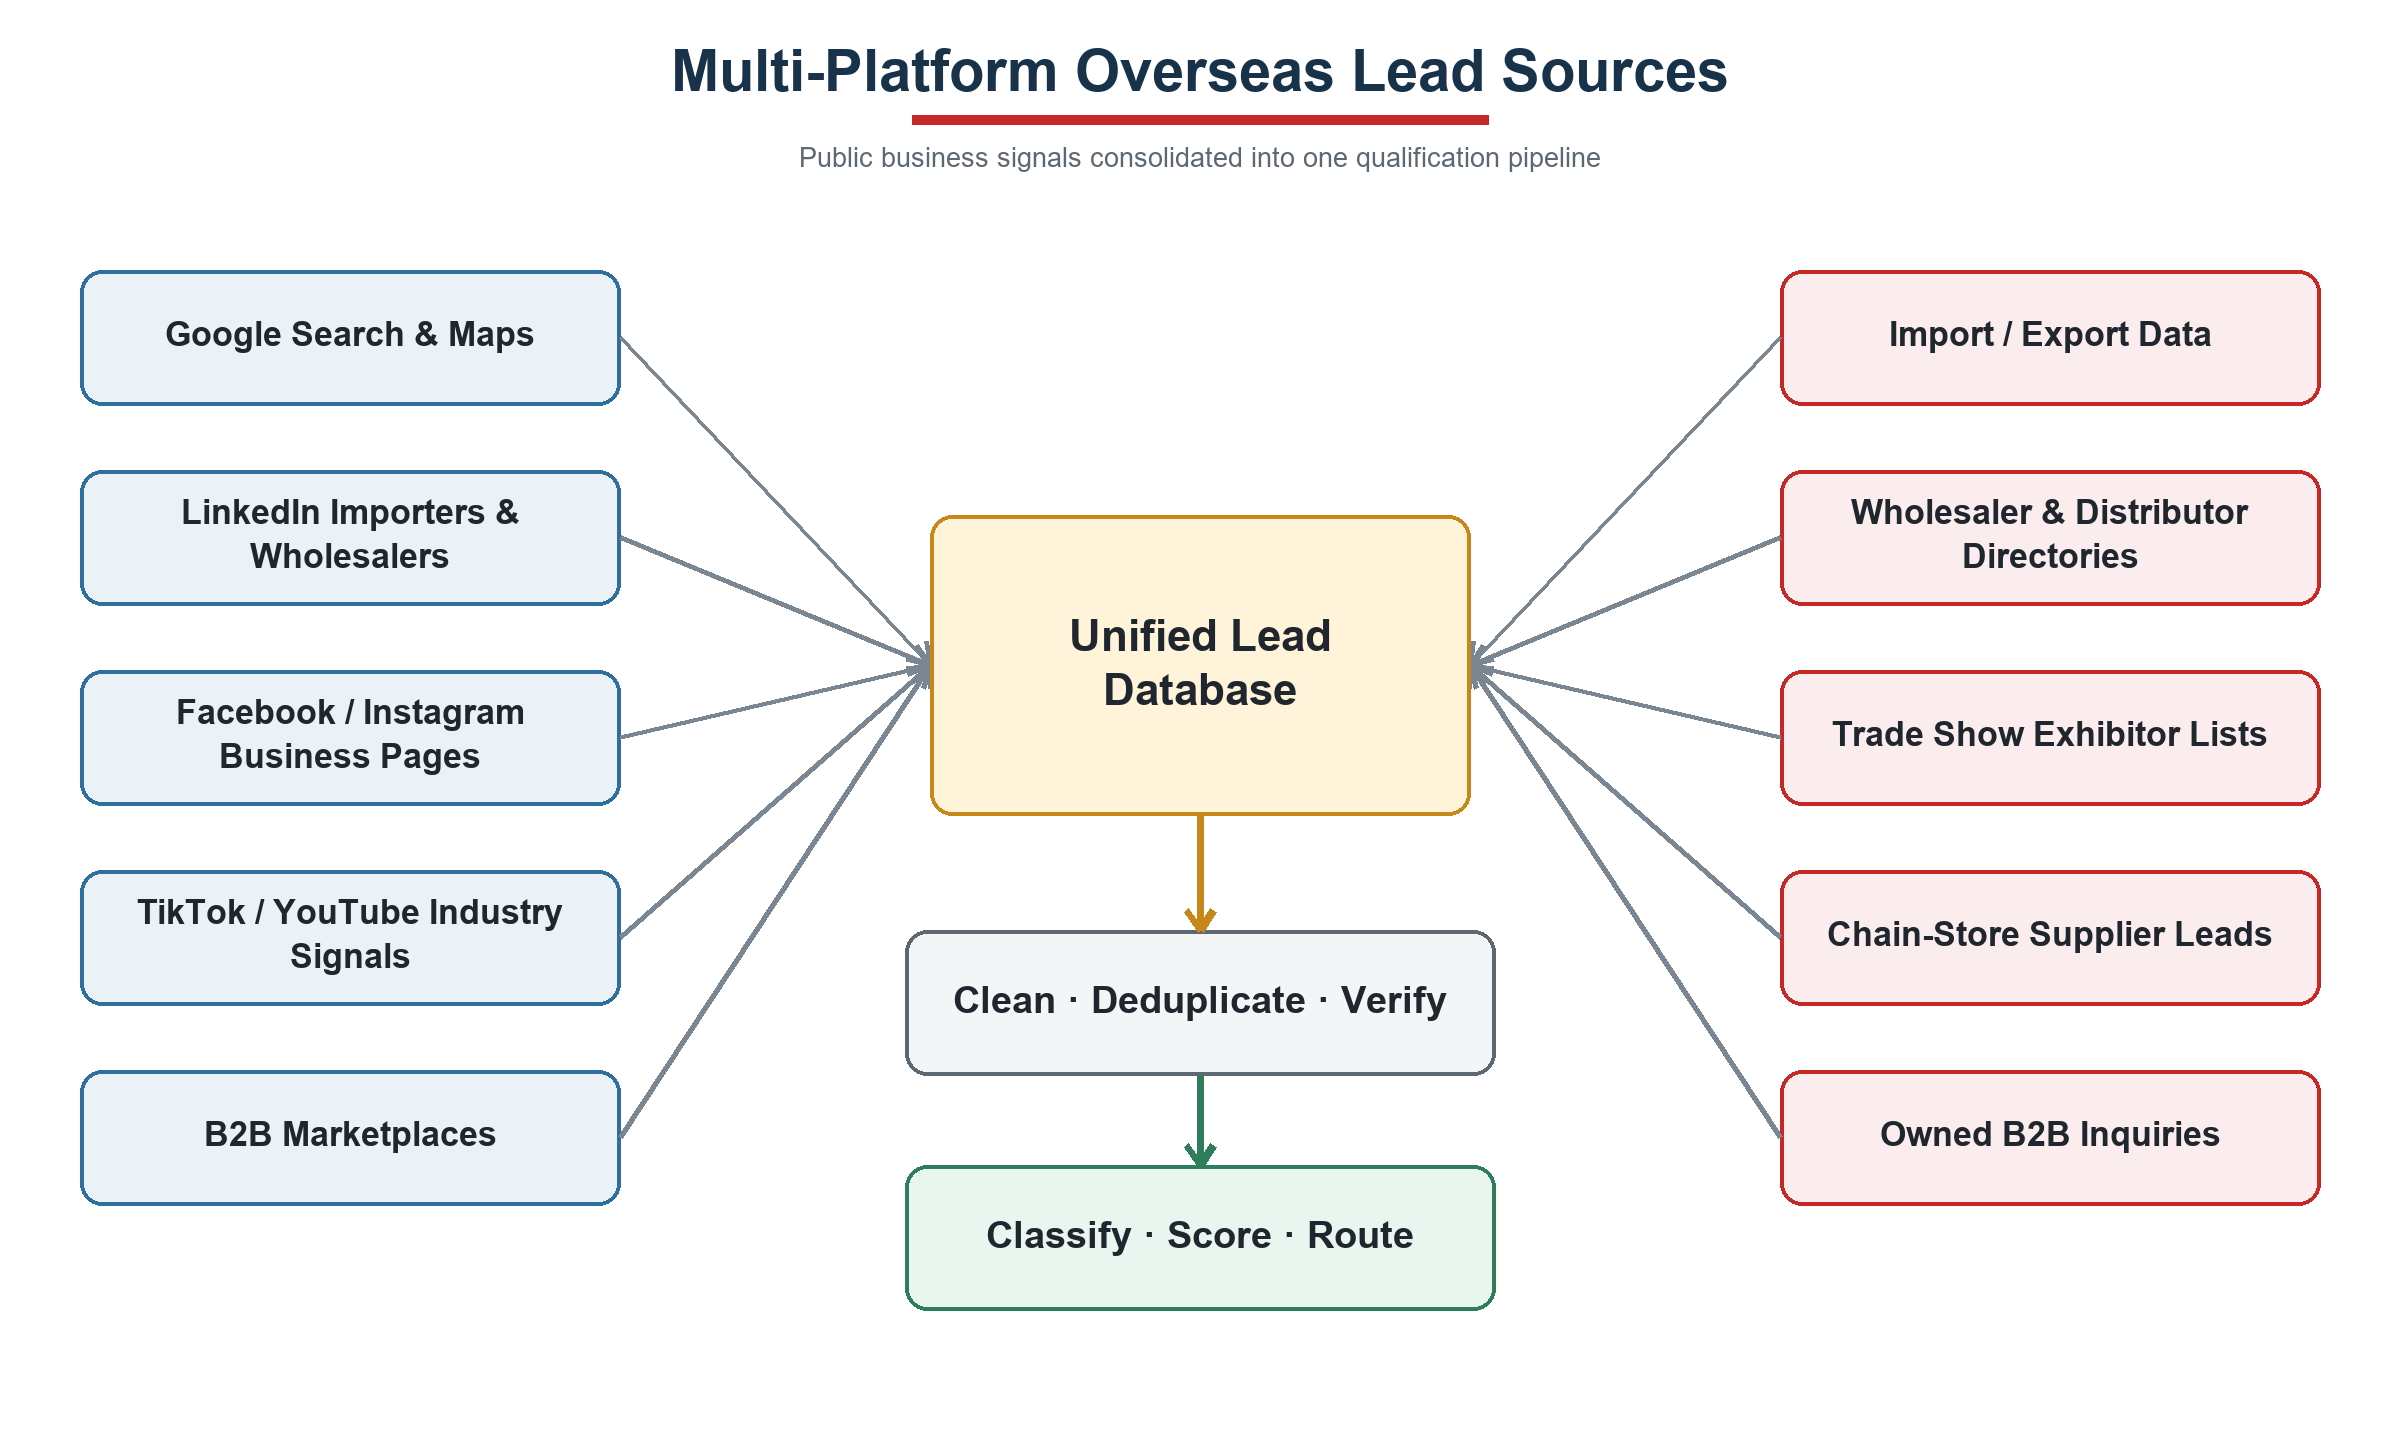 Multi-Platform Overseas Lead Sources
Public business signals consolidated into one qualification pipeline
Google Search & Maps
LinkedIn Importers &
Wholesalers
Facebook / Instagram
Business Pages
TikTok / YouTube Industry
Signals
B2B Marketplaces
Unified Lead
Database
Clean · Deduplicate · Verify
Classify · Score · Route
Import / Export Data
Wholesaler & Distributor
Directories
Trade Show Exhibitor Lists
Chain-Store Supplier Leads
Owned B2B Inquiries